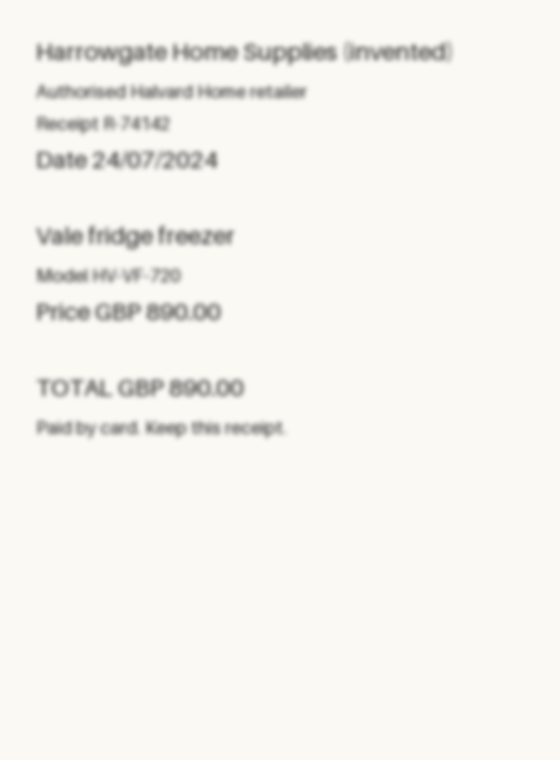 Harrowgate Home Supplies (invented)
Authorised Halvard Home retailer
Receipt R-74142
Date 24/07/2024
Vale fridge freezer
Model HV-VF-720
Price GBP 890.00
TOTAL GBP 890.00
Paid by card. Keep this receipt.